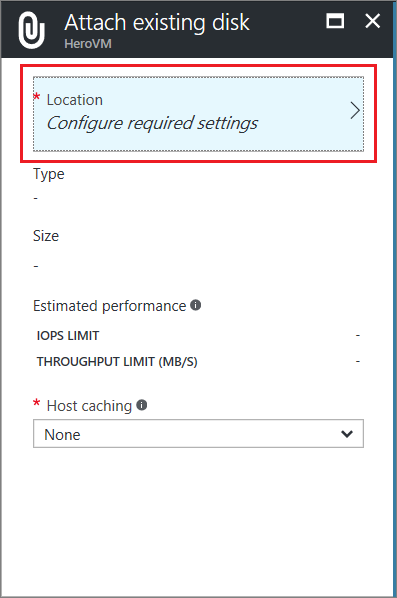 Attach existing disk
HeroVM
* Location
Configure required settings
Type
-
Size
-
Estimated performance
IOPS LIMIT -
THROUGHPUT LIMIT (MB/S) -
* Host caching
None